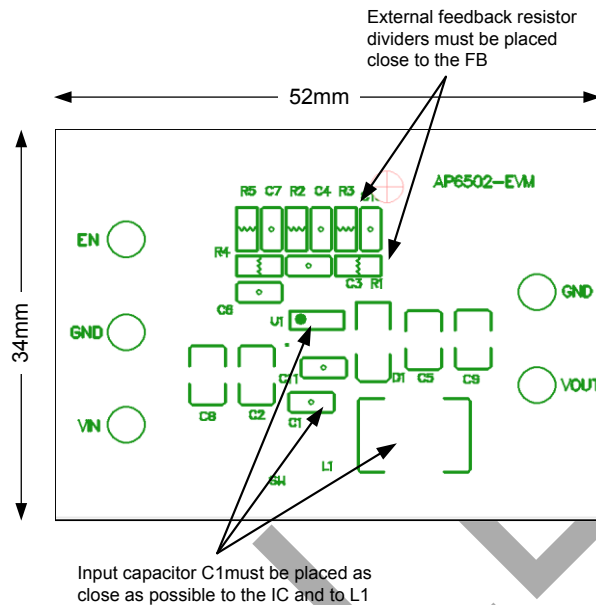 External feedback resistor
dividers must be placed
close to the FB
52mm
34mm
AP6502-EVM
R5 C7 R2 C4 R3
EN
R4
C3 R1
C6
GND
U1
GND
C11
D1 C5 C9
VOUT
C8 C2
C1
VIN
L1
SW
Input capacitor C1must be placed as
close as possible to the IC and to L1